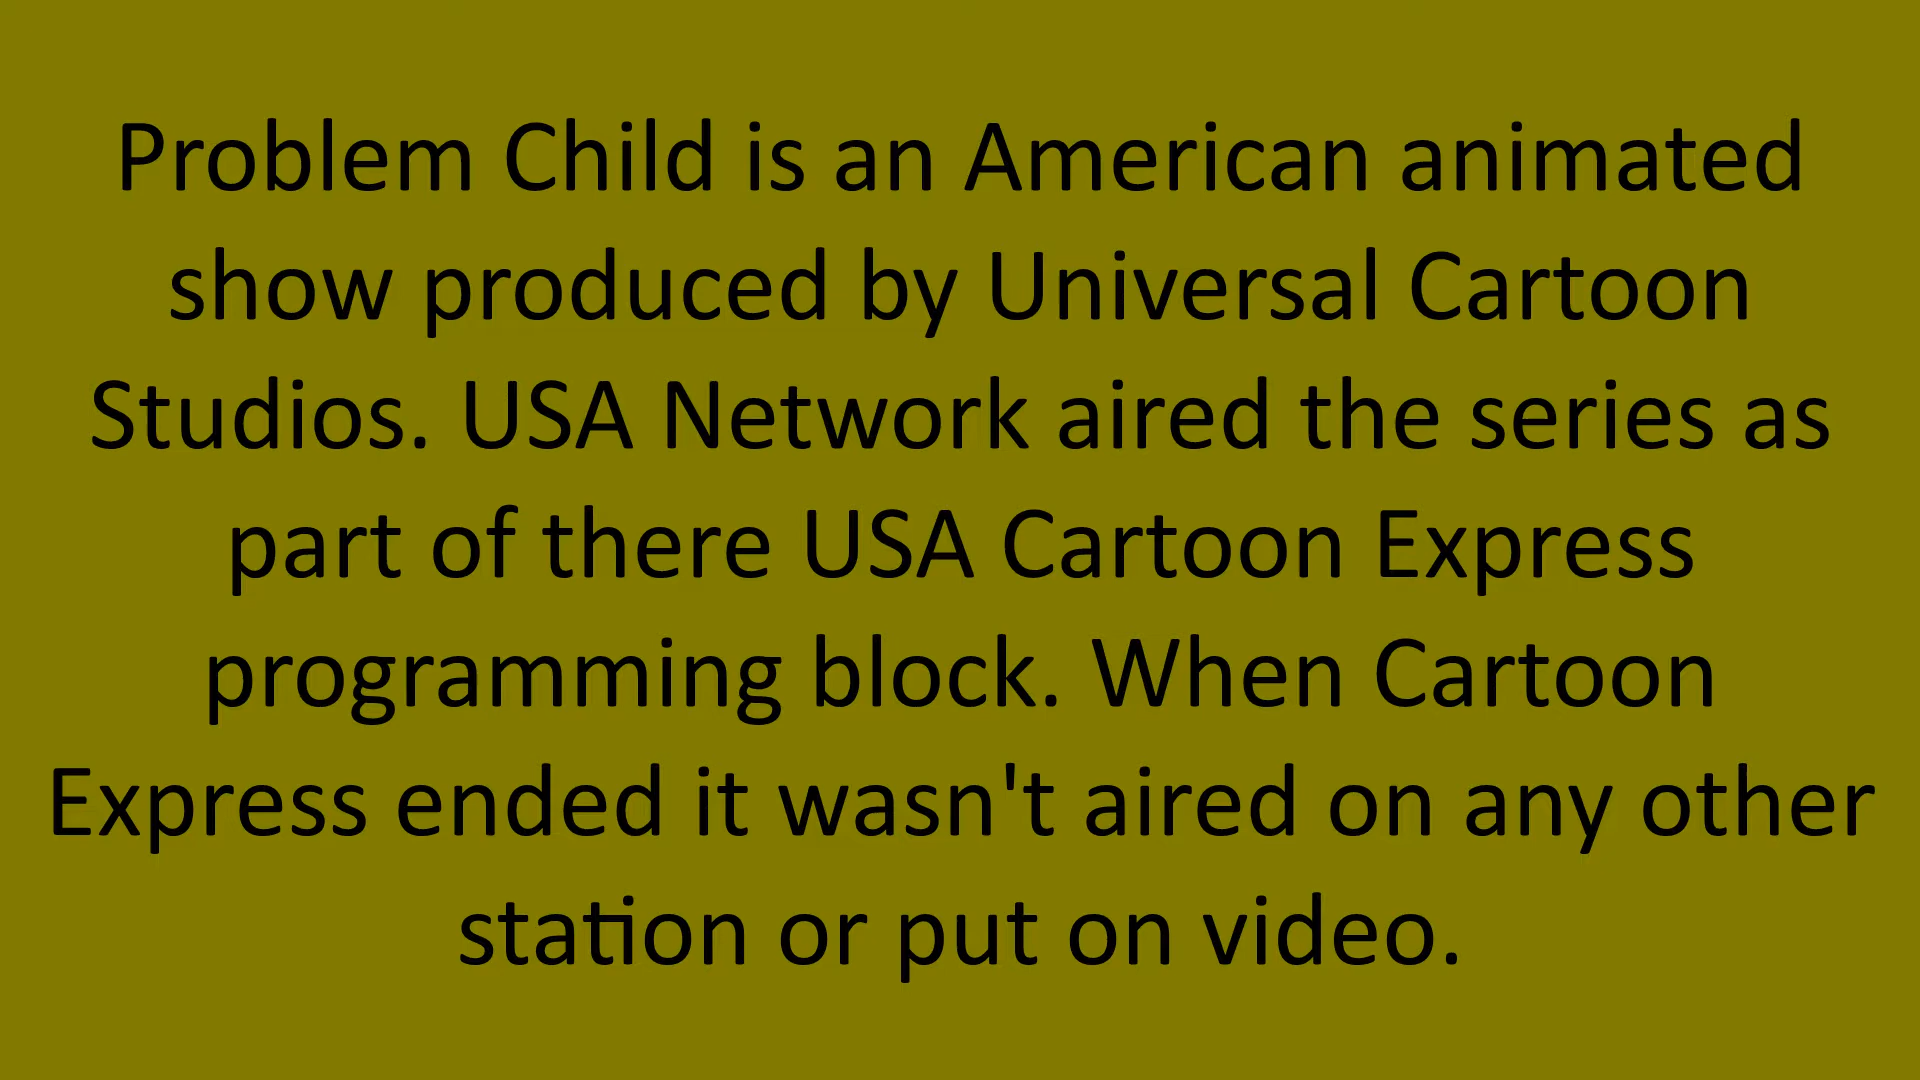 Problem Child is an American animated
show produced by Universal Cartoon
Studios. USA Network aired the series as
part of there USA Cartoon Express
programming block. When Cartoon
Express ended it wasn't aired on any other
station or put on video.